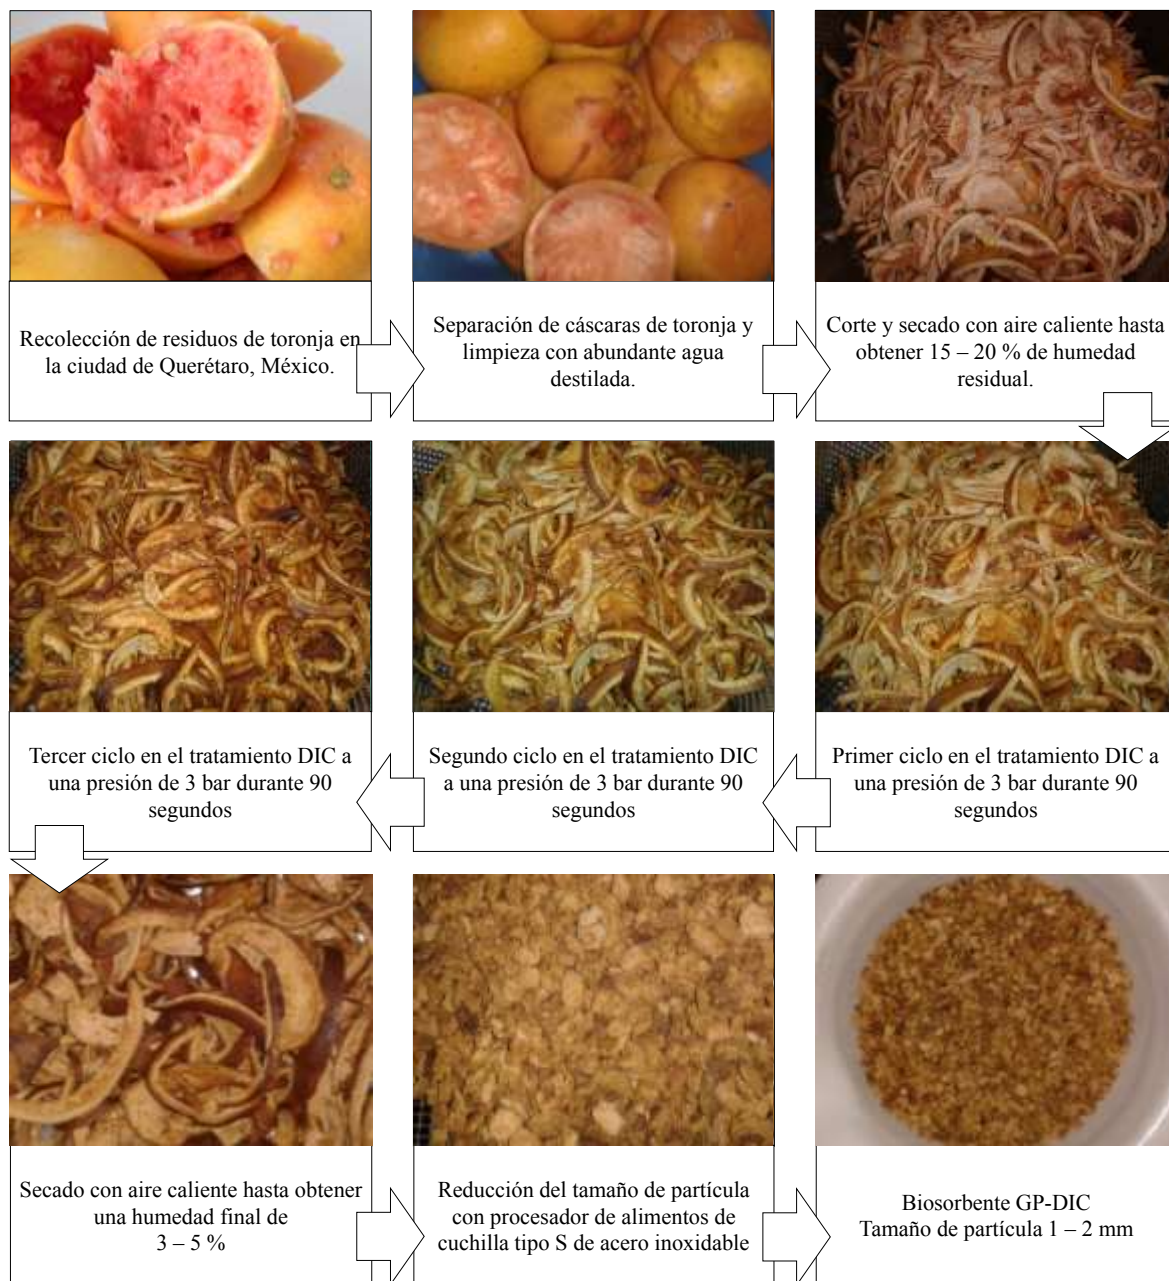 Recolección de residuos de toronja en
la ciudad de Querétaro, México.
Separación de cáscaras de toronja y
limpieza con abundante agua
destilada.
Corte y secado con aire caliente hasta
obtener 15 – 20 % de humedad
residual.
Primer ciclo en el tratamiento DIC a
una presión de 3 bar durante 90
segundos
Segundo ciclo en el tratamiento DIC
a una presión de 3 bar durante 90
segundos
Tercer ciclo en el tratamiento DIC a
una presión de 3 bar durante 90
segundos
Secado con aire caliente hasta obtener
una humedad final de
3 – 5 %
Reducción del tamaño de partícula
con procesador de alimentos de
cuchilla tipo S de acero inoxidable
Biosorbente GP-DIC
Tamaño de partícula 1 – 2 mm